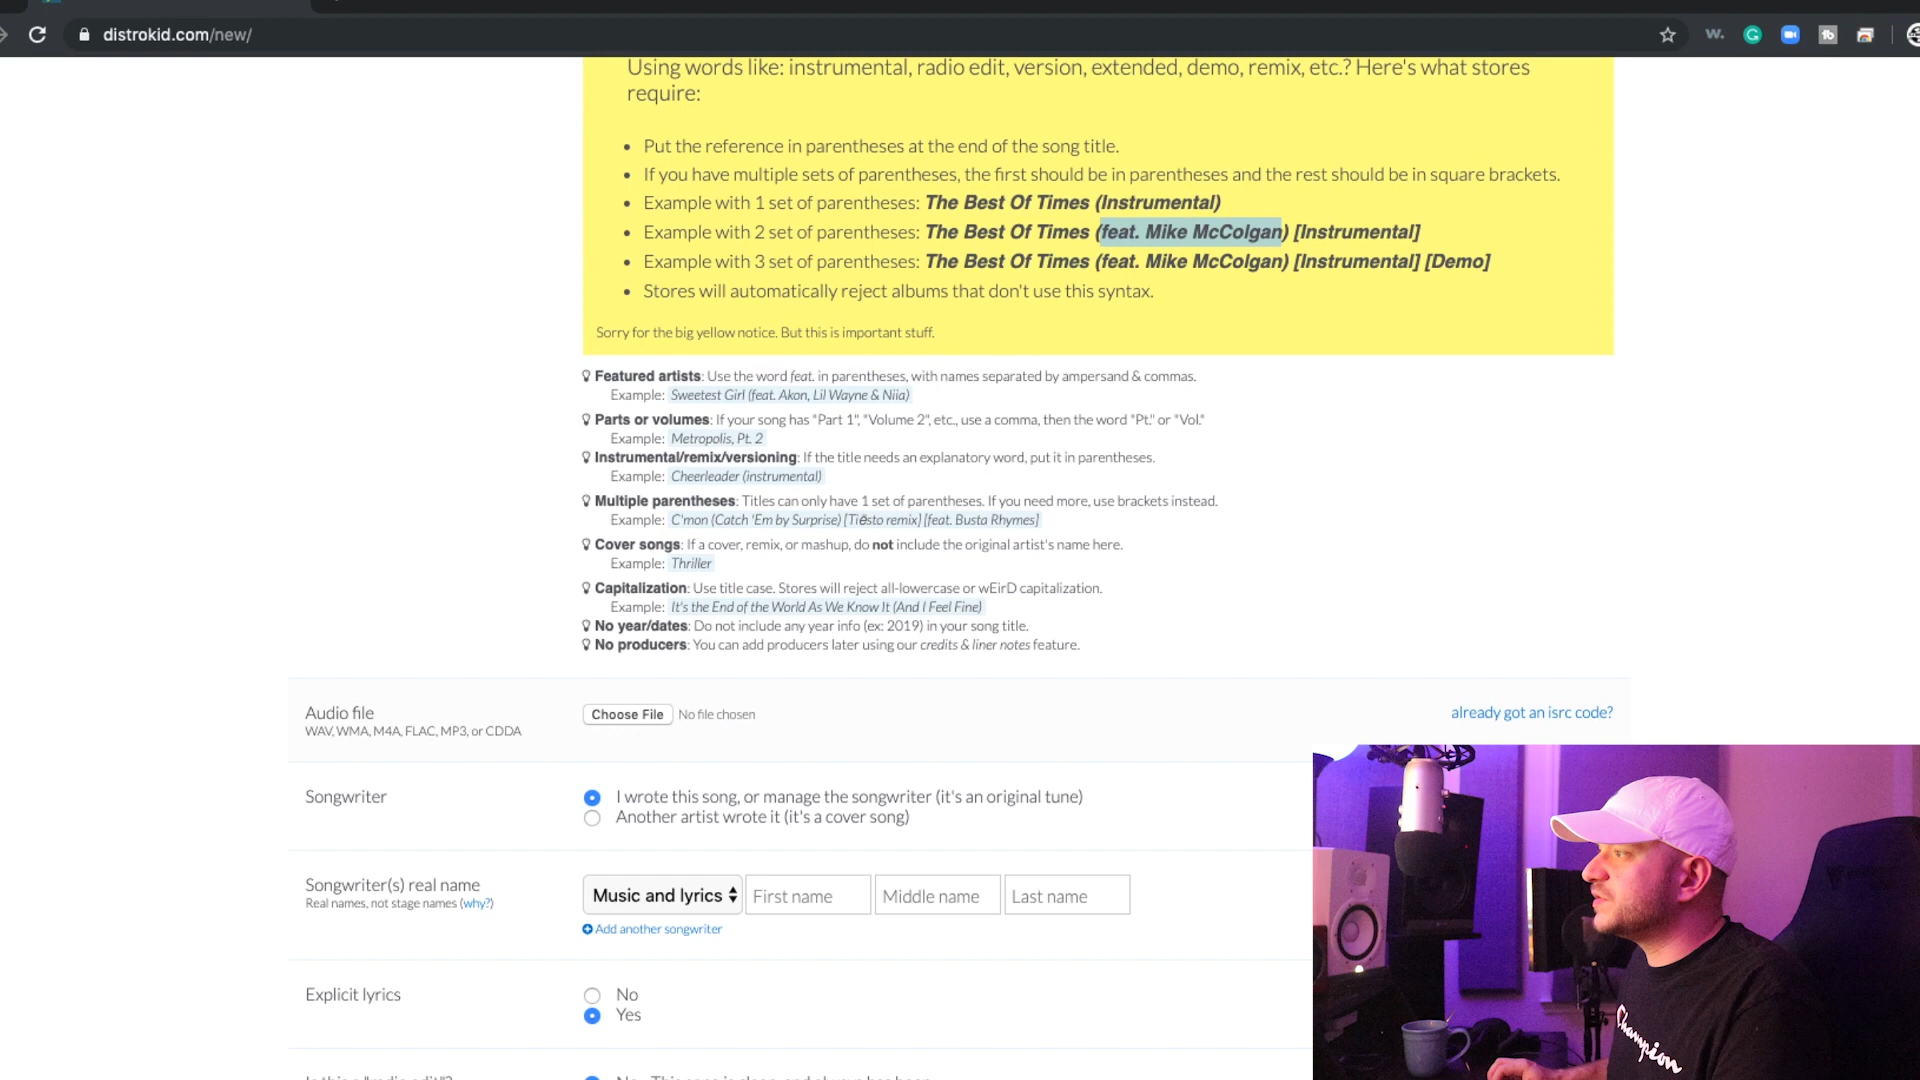 distrokid.com/new/
Using words like: instrumental, radio edit, version, extended, demo, remix, etc.? Here's what stores
require:
• Put the reference in parentheses at the end of the song title.
• If you have multiple sets of parentheses, the first should be in parentheses and the rest should be in square brackets.
• Example with 1 set of parentheses: The Best Of Times (Instrumental)
• Example with 2 set of parentheses: The Best Of Times (feat. Mike McColgan) [Instrumental]
• Example with 3 set of parentheses: The Best Of Times (feat. Mike McColgan) [Instrumental] [Demo]
• Stores will automatically reject albums that don't use this syntax.
Sorry for the big yellow notice. But this is important stuff.
Featured artists: Use the word feat. in parentheses, with names separated by ampersand & commas.
Example: Sweetest Girl (feat. Akon, Lil Wayne & Niia)
Parts or volumes: If your song has "Part 1", "Volume 2", etc., use a comma, then the word "Pt." or "Vol."
Example: Metropolis, Pt. 2
Instrumental/remix/versioning: If the title needs an explanatory word, put it in parentheses.
Example: Cheerleader (instrumental)
Multiple parentheses: Titles can only have 1 set of parentheses. If you need more, use brackets instead.
Example: C'mon (Catch 'Em by Surprise) [Tiësto remix] [feat. Busta Rhymes]
Cover songs: If a cover, remix, or mashup, do not include the original artist's name here.
Example: Thriller
Capitalization: Use title case. Stores will reject all-lowercase or wEirD capitalization.
Example: It's the End of the World As We Know It (And I Feel Fine)
No year/dates: Do not include any year info (ex: 2019) in your song title.
No producers: You can add producers later using our credits & liner notes feature.
Audio file
WAV, WMA, M4A, FLAC, MP3, or CDDA
Choose File No file chosen
already got an isrc code?
Songwriter
I wrote this song, or manage the songwriter (it's an original tune)
Another artist wrote it (it's a cover song)
Songwriter(s) real name
Real names, not stage names (why?)
Music and lyrics First name Middle name Last name
Add another songwriter
Explicit lyrics
No
Yes
Champion